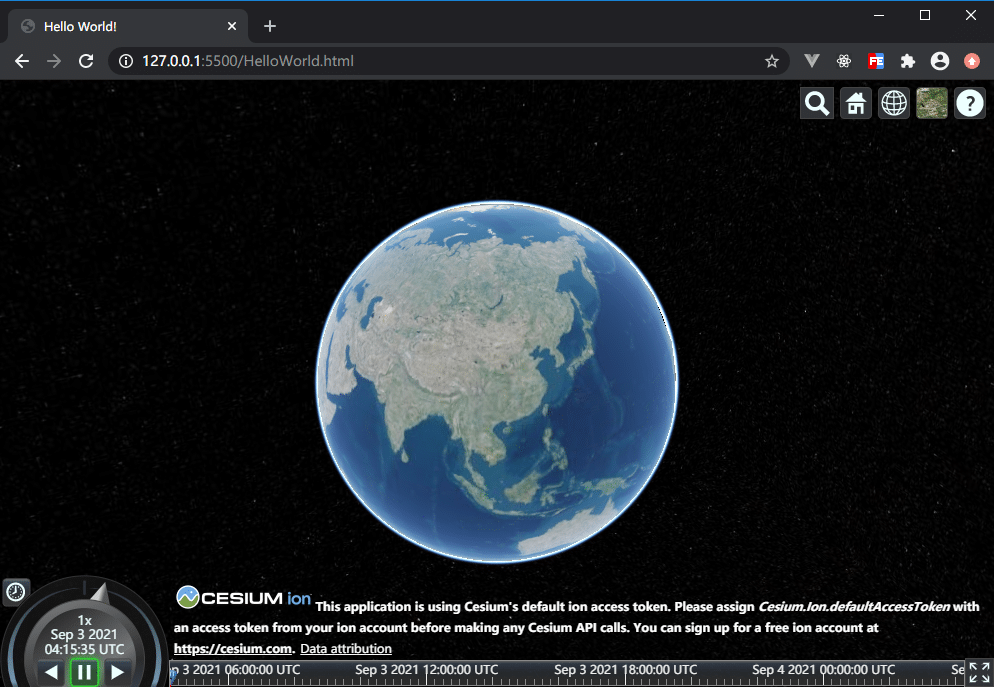 Hello World!
127.0.0.1:5500/HelloWorld.html
FE
?
CESIUM ion This application is using Cesium's default ion access token. Please assign Cesium.Ion.defaultAccessToken with
an access token from your ion account before making any Cesium API calls. You can sign up for a free ion account at
https://cesium.com. Data attribution
1x
Sep 3 2021
04:15:35 UTC
p 3 2021 06:00:00 UTC Sep 3 2021 12:00:00 UTC Sep 3 2021 18:00:00 UTC Sep 4 2021 00:00:00 UTC Se